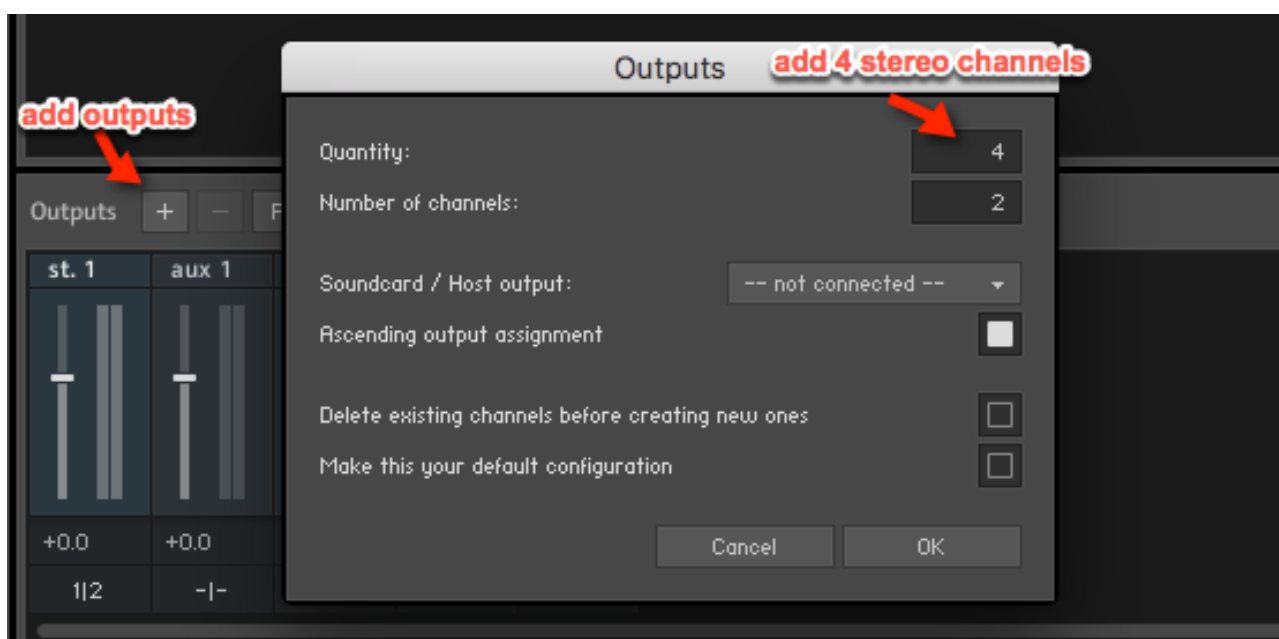 Outputs
add 4 stereo channels
add outputs
Quantity: 4
Number of channels: 2
Outputs + – F
st. 1 aux 1
Soundcard / Host output: -- not connected --
Ascending output assignment
Delete existing channels before creating new ones
Make this your default configuration
+0.0 +0.0
Cancel OK
1|2 -|-